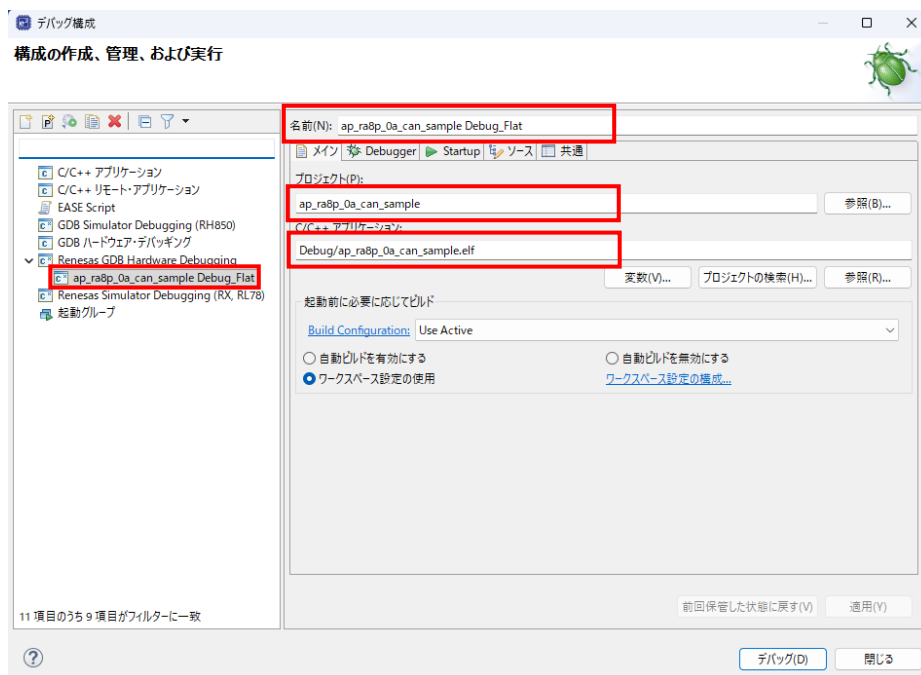 デバッグ構成
構成の作成、管理、および実行
名前(N): ap_ra8p_0a_can_sample Debug_Flat
メイン Debugger Startup ソース 共通
プロジェクト(P):
ap_ra8p_0a_can_sample 参照(B)...
C/C++ アプリケーション:
Debug/ap_ra8p_0a_can_sample.elf
変数(V)... プロジェクトの検索(H)... 参照(R)...
起動前に必要に応じてビルド
Build Configuration: Use Active
自動ビルドを有効にする 自動ビルドを無効にする
ワークスペース設定の使用 ワークスペース設定の構成...
C/C++ アプリケーション
C/C++ リモート・アプリケーション
EASE Script
GDB Simulator Debugging (RH850)
GDB ハードウェア・デバッギング
Renesas GDB Hardware Debugging
ap_ra8p_0a_can_sample Debug_Flat
Renesas Simulator Debugging (RX, RL78)
起動グループ
11 項目のうち 9 項目がフィルターに一致
前回保管した状態に戻す(V) 適用(Y)
デバッグ(D) 閉じる